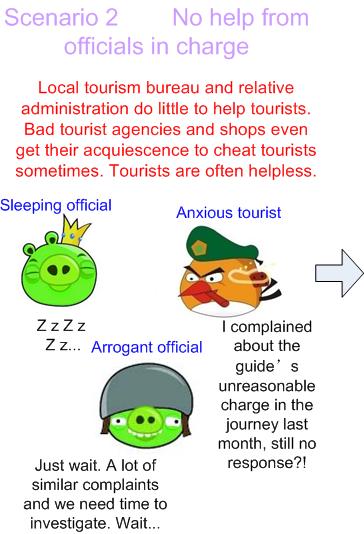 Scenario 2 No help from
officials in charge
Local tourism bureau and relative
administration do little to help tourists.
Bad tourist agencies and shops even
get their acquiescence to cheat tourists
sometimes. Tourists are often helpless.
Sleeping official
Anxious tourist
Z z Z z
Z z...
Arrogant official
I complained
about the
guide’s
unreasonable
charge in the
journey last
month, still no
response?!
Just wait. A lot of
similar complaints
and we need time to
investigate. Wait...